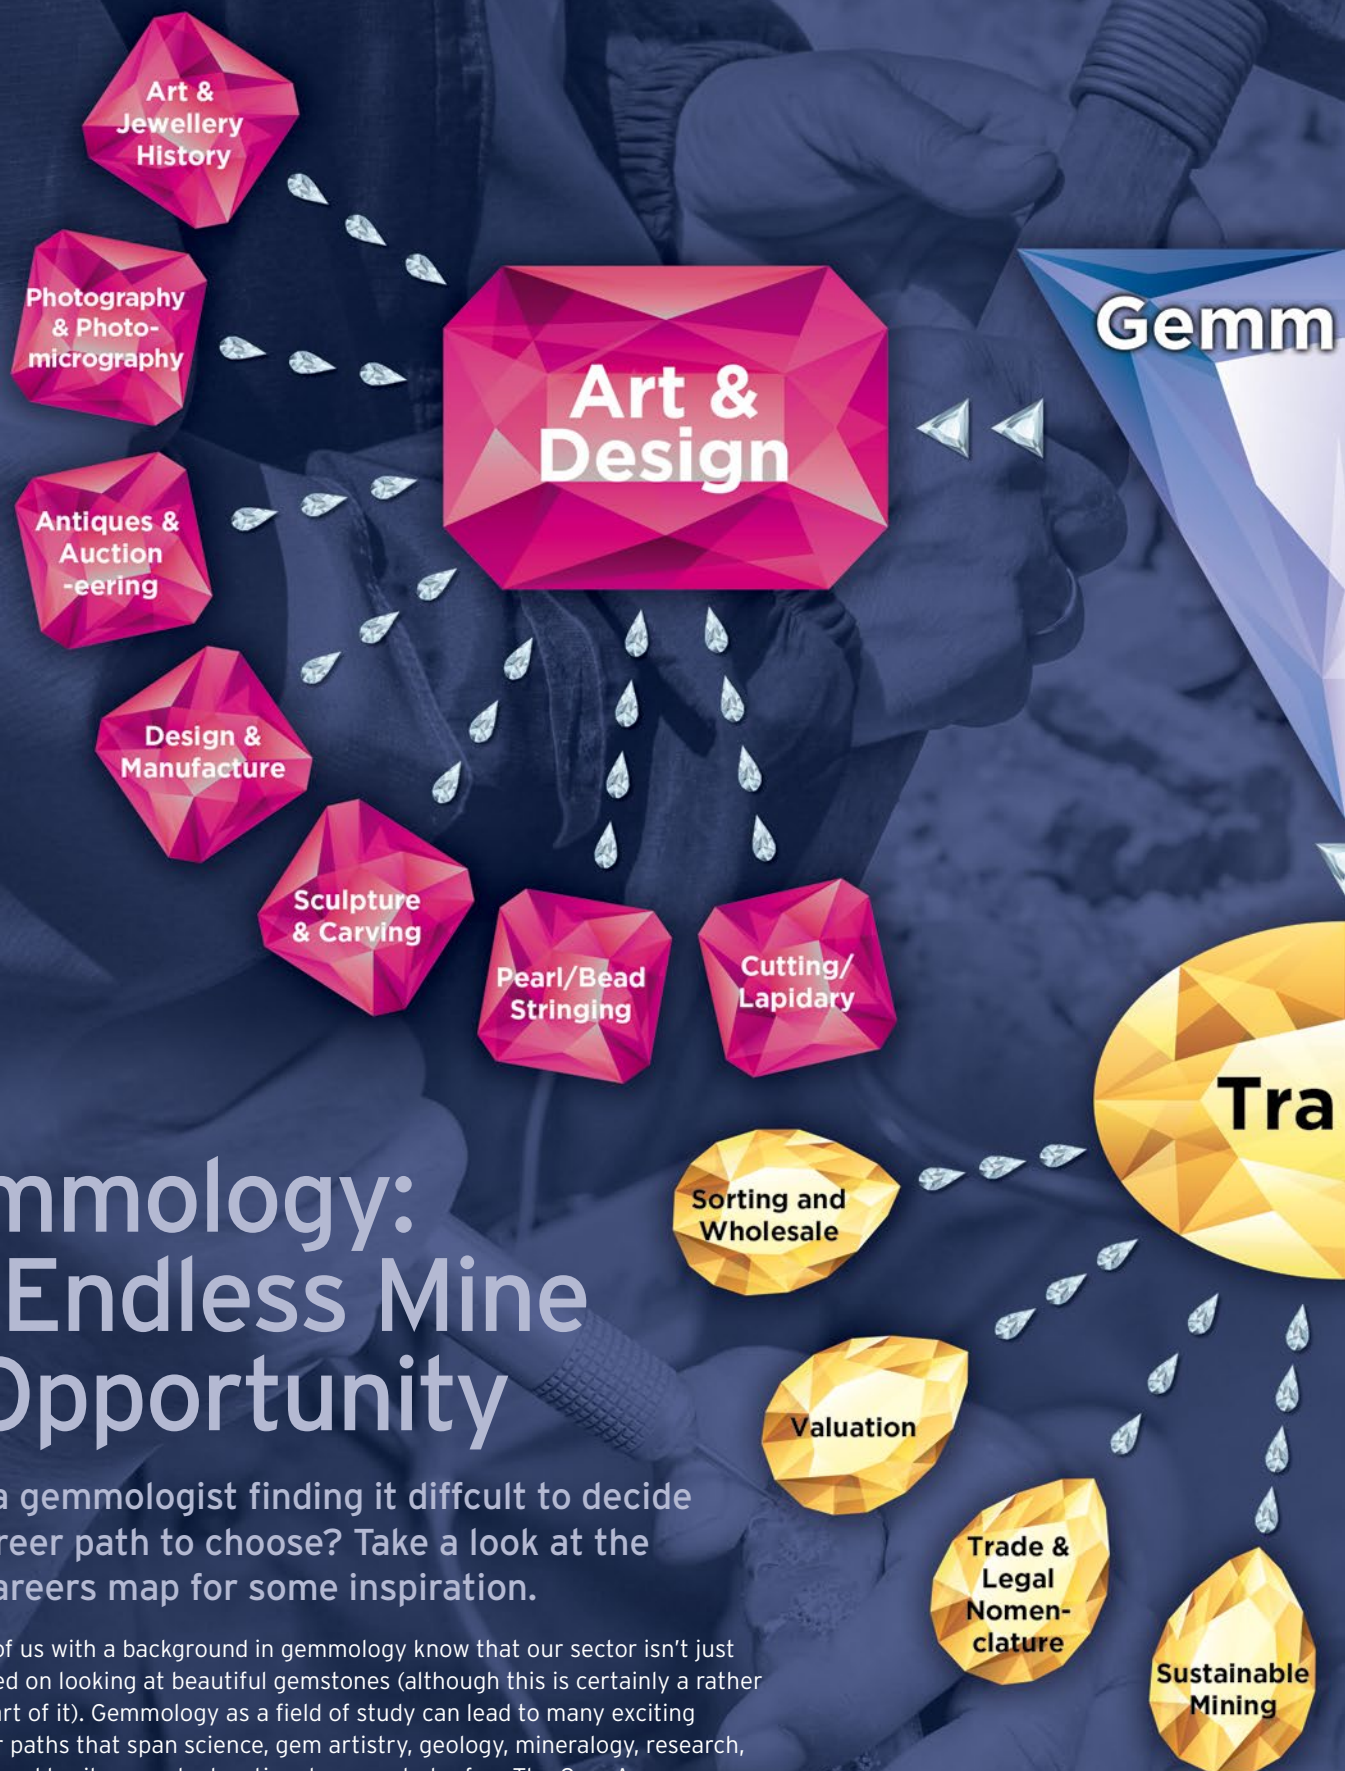 Art &
Jewellery
History
Photography
& Photo-
micrography
Antiques &
Auction
-eering
Design &
Manufacture
Sculpture
& Carving
Pearl/Bead
Stringing
Cutting/
Lapidary
Art &
Design
Gemm
Tra
Sorting and
Wholesale
Valuation
Trade &
Legal
Nomen-
clature
Sustainable
Mining
mmology:
Endless Mine
Opportunity
a gemmologist finding it diffcult to decide
reer path to choose? Take a look at the
areers map for some inspiration.
of us with a background in gemmology know that our sector isn't just
ed on looking at beautiful gemstones (although this is certainly a rather
art of it). Gemmology as a field of study can lead to many exciting
r paths that span science, gem artistry, geology, mineralogy, research,